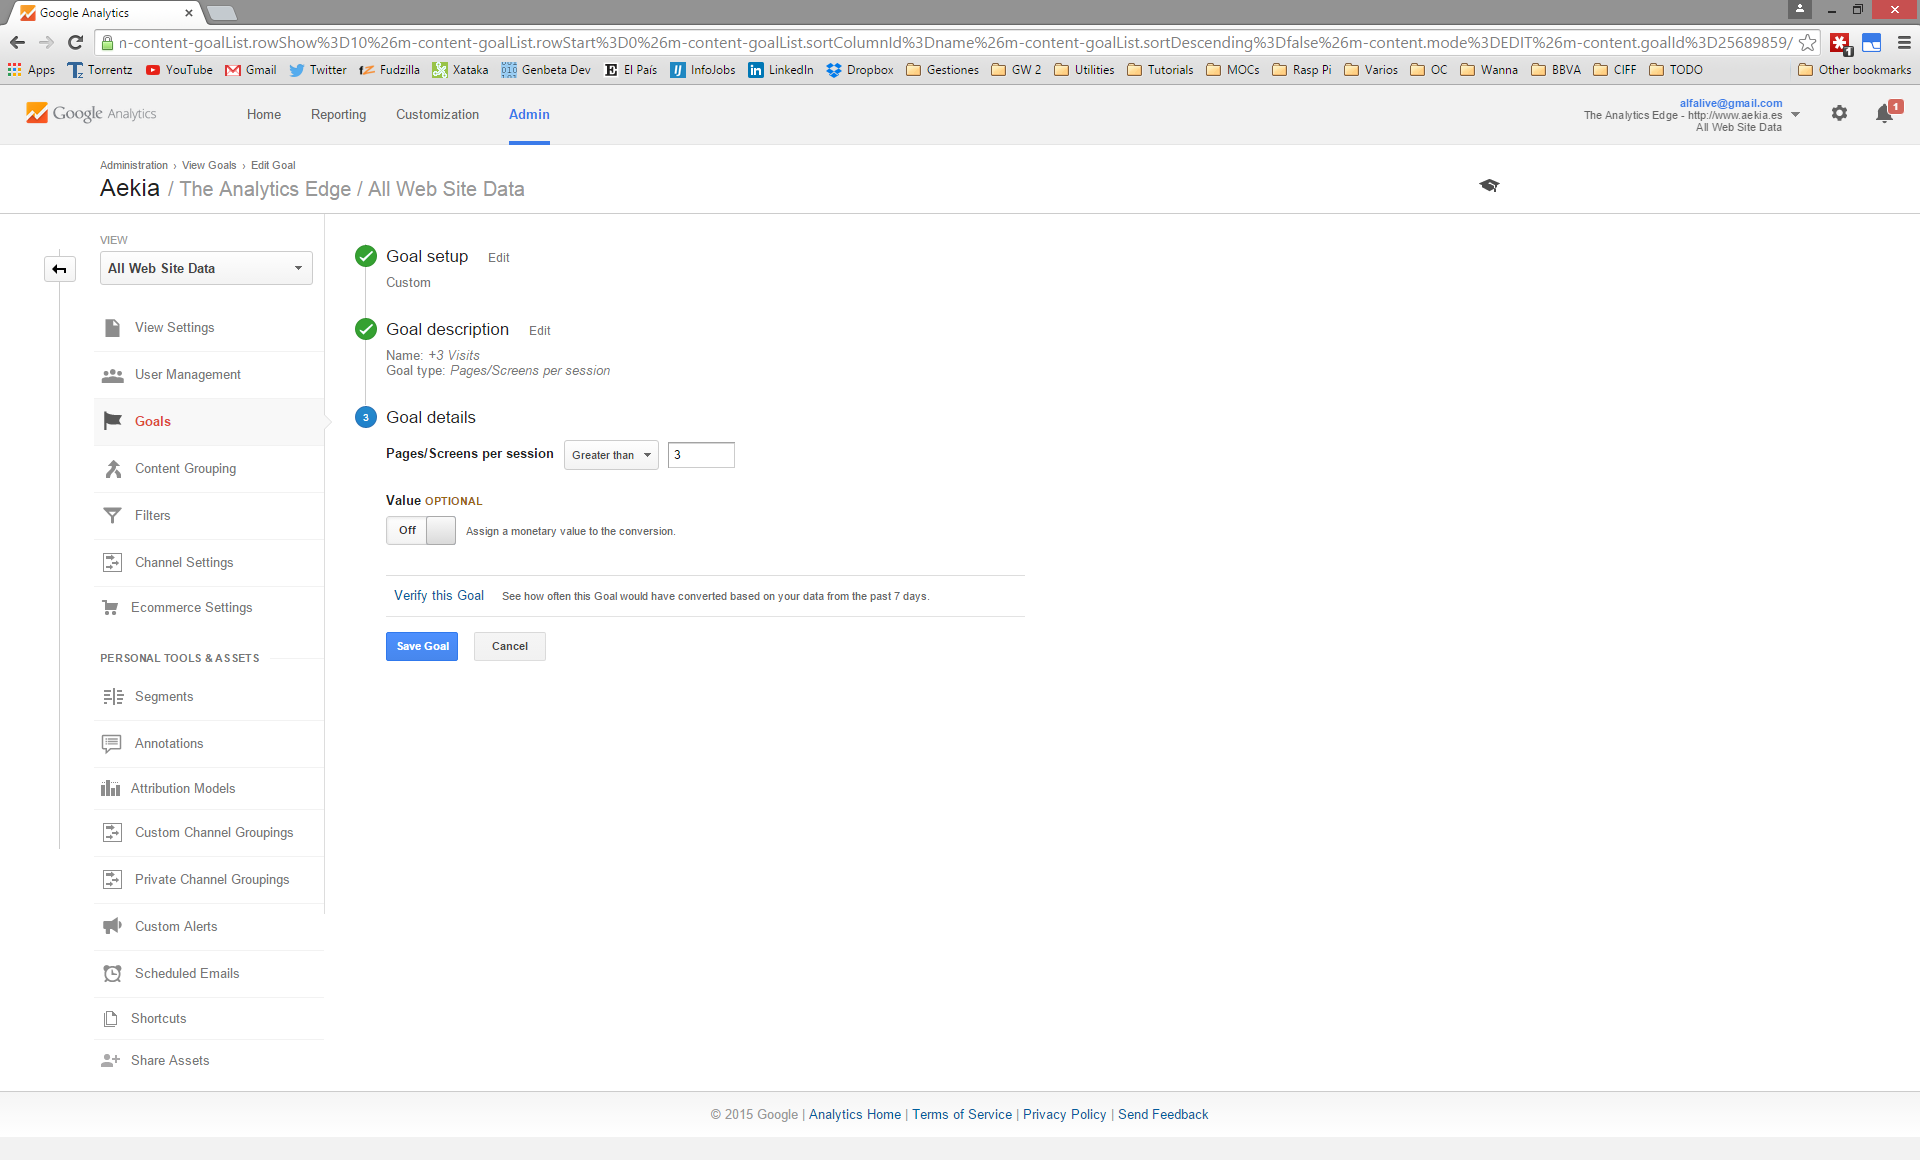 Google Analytics
n-content-goalList.rowShow%3D10%26m-content-goalList.rowStart%3D0%26m-content-goalList.sortColumnId%3Dname%26m-content-goalList.sortDescending%3Dfalse%26m-content.mode%3DEDIT%26m-content.goalId%3D25689859/
1
Apps Torrentz YouTube Gmail Twitter Fudzilla Xataka Genbeta Dev El País InfoJobs LinkedIn Dropbox Gestiones GW 2 Utilities Tutorials MOCs Rasp Pi Varios OC Wanna BBVA CIFF TODO Other bookmarks
Google Analytics
Home Reporting Customization Admin
alfalive@gmail.com
The Analytics Edge - http://www.aekia.es
All Web Site Data
1
Administration › View Goals › Edit Goal
Aekia / The Analytics Edge / All Web Site Data
VIEW
All Web Site Data
View Settings
User Management
Goals
Content Grouping
Filters
Channel Settings
Ecommerce Settings
PERSONAL TOOLS & ASSETS
Segments
Annotations
Attribution Models
Custom Channel Groupings
Private Channel Groupings
Custom Alerts
Scheduled Emails
Shortcuts
Share Assets
Goal setup Edit
Custom
Goal description Edit
Name: +3 Visits
Goal type: Pages/Screens per session
3 Goal details
Pages/Screens per session Greater than 3
Value OPTIONAL
Off Assign a monetary value to the conversion.
Verify this Goal See how often this Goal would have converted based on your data from the past 7 days.
Save Goal Cancel
© 2015 Google | Analytics Home | Terms of Service | Privacy Policy | Send Feedback